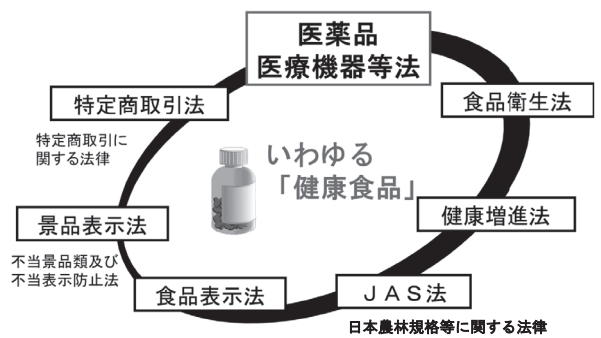 医薬品
医療機器等法
特定商取引法
食品衛生法
特定商取引に
関する法律
いわゆる
「健康食品」
景品表示法
健康増進法
不当景品類及び
不当表示防止法
食品表示法
ＪＡＳ法
日本農林規格等に関する法律